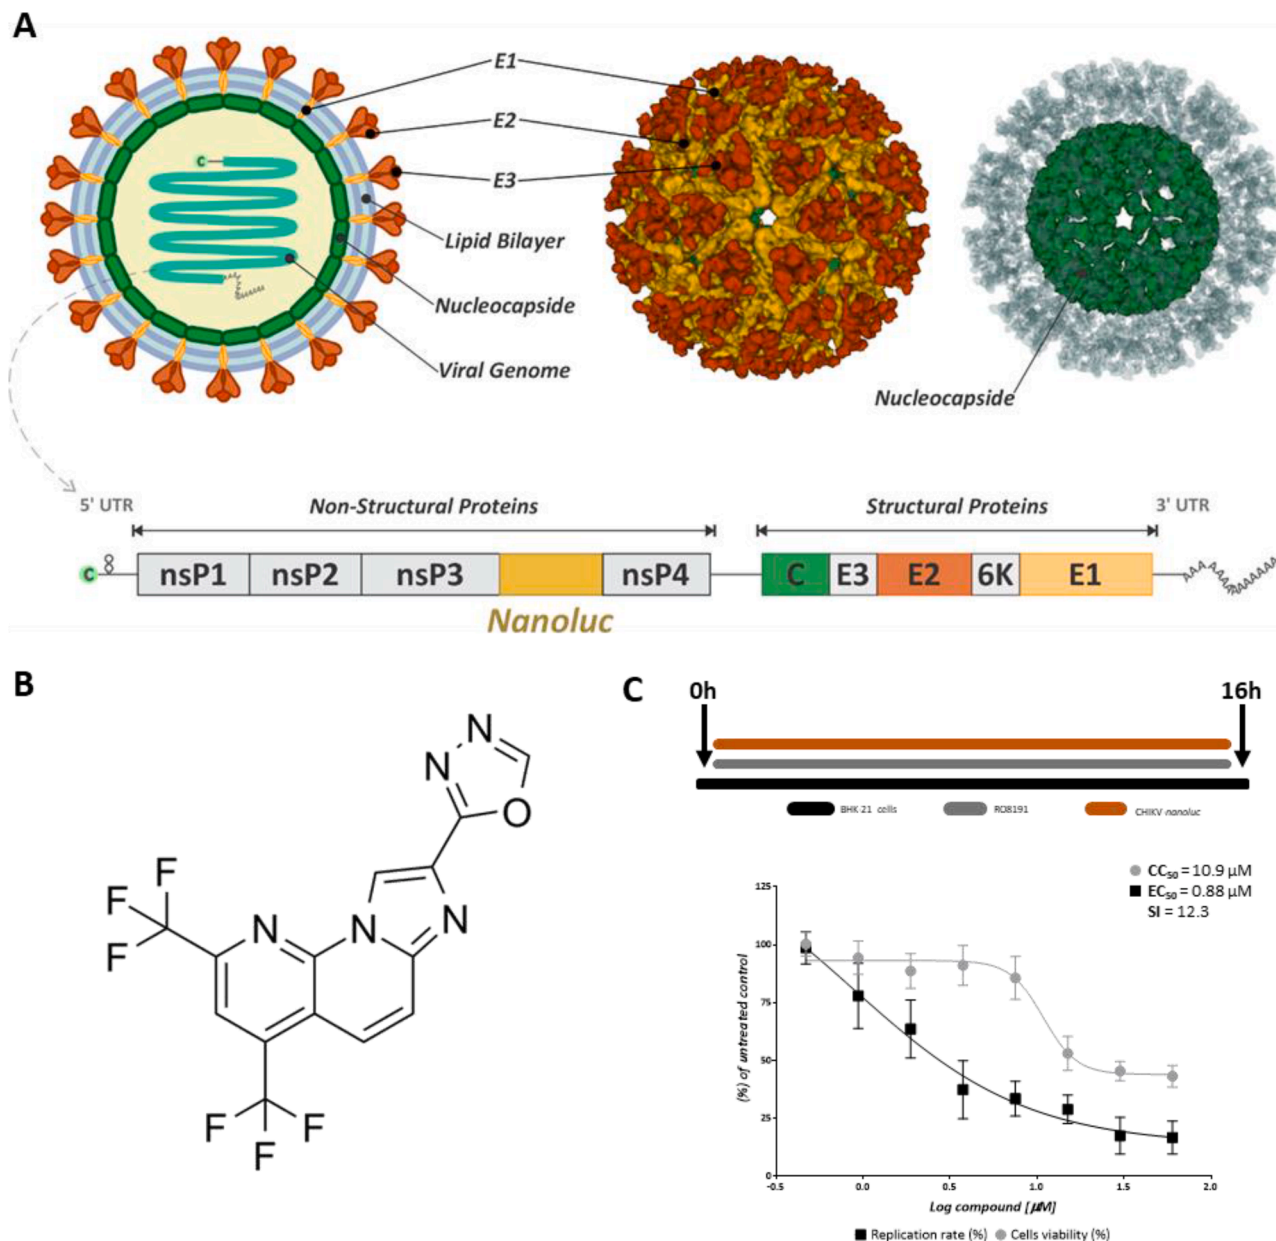 A
E1
E2
E3
Lipid Bilayer
Nucleocapside
Viral Genome
Nucleocapside
C
5' UTR
Non-Structural Proteins
Structural Proteins
3' UTR
C
nsP1
nsP2
nsP3
nsP4
C
E3
E2
6K
E1
Nanoluc
B
N
N
O
F
F
F
N
N
N
F
F
F
C
0h
16h
BHK-21 cells
RO8191
CHIKV nanoluc
CC50 = 10.9 µM
EC50 = 0.88 µM
SI = 12.3
(%) of untreated control
125
100
75
50
25
0
-0.5
0.0
0.5
1.0
1.5
2.0
Log compound [µM]
Replication rate (%)
Cells viability (%)